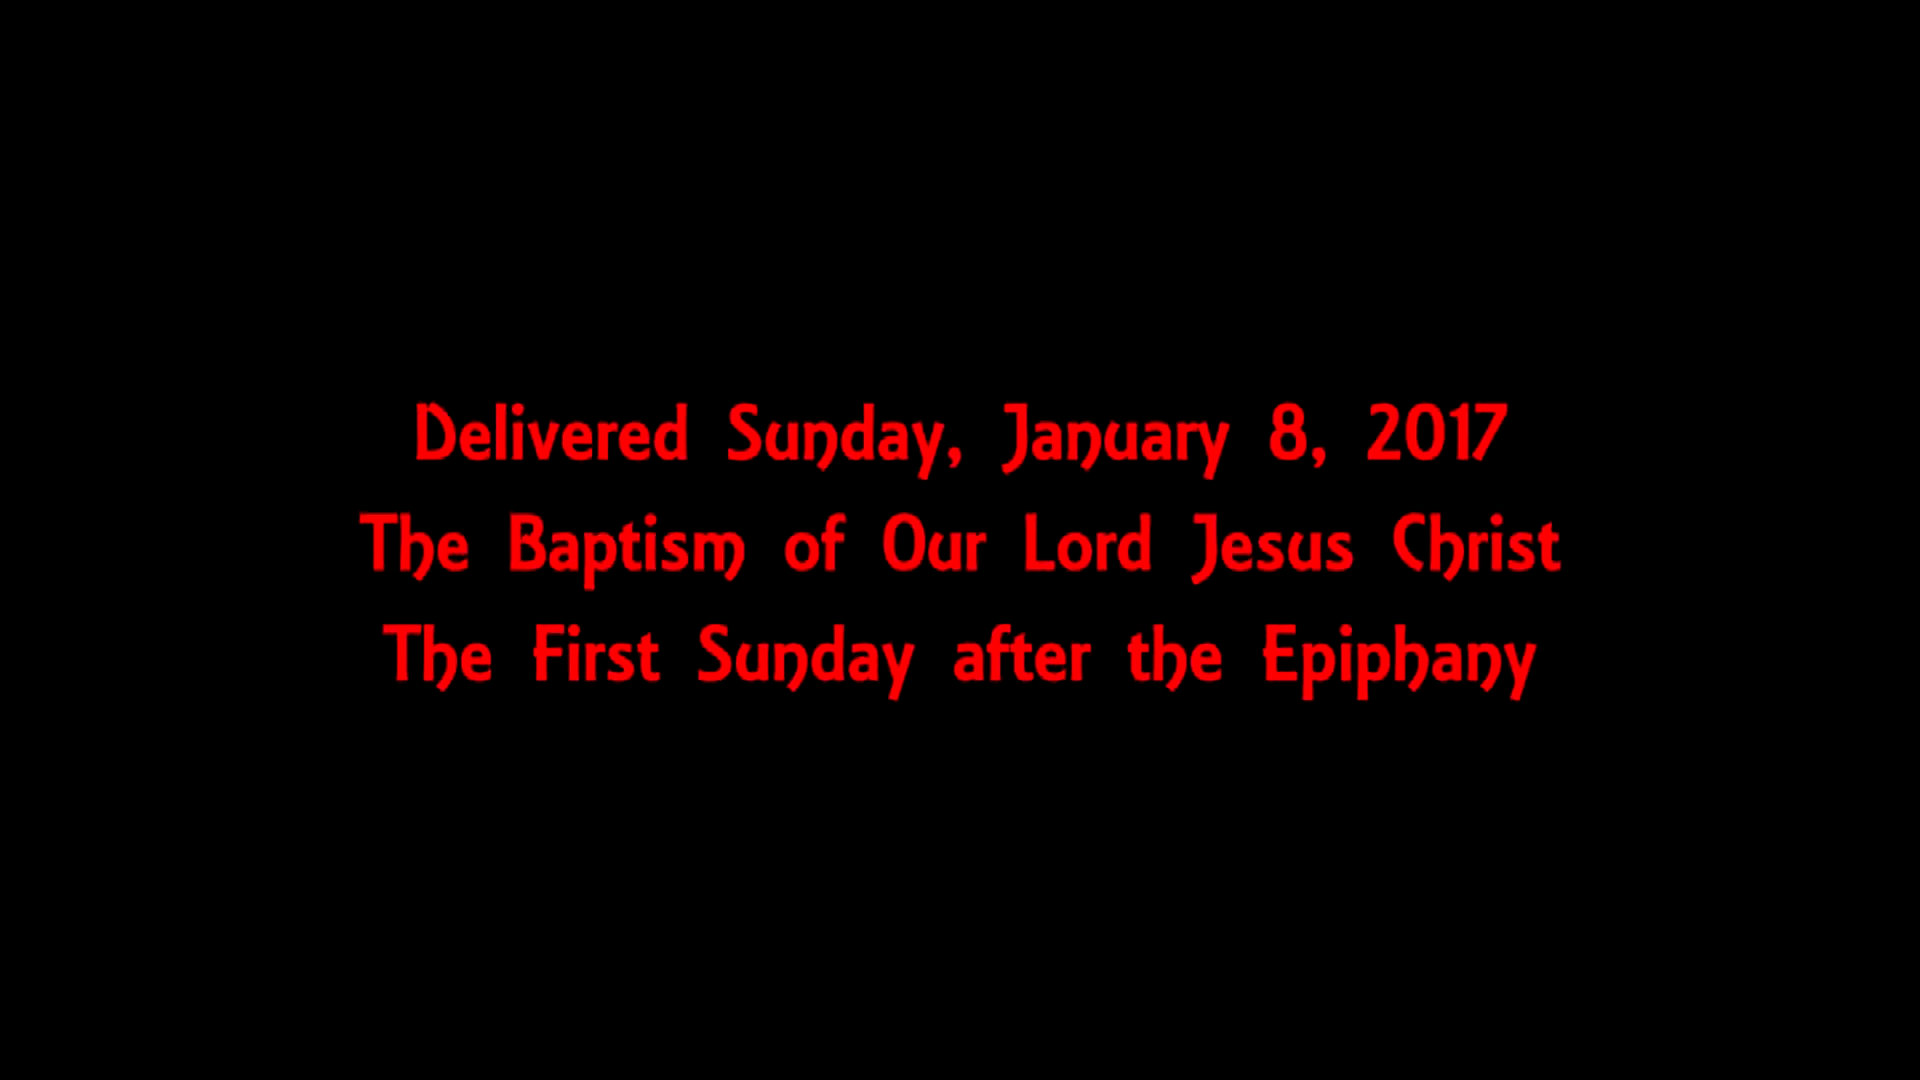 Delivered Sunday, January 8, 2017
The Baptism of Our Lord Jesus Christ
The First Sunday after the Epiphany